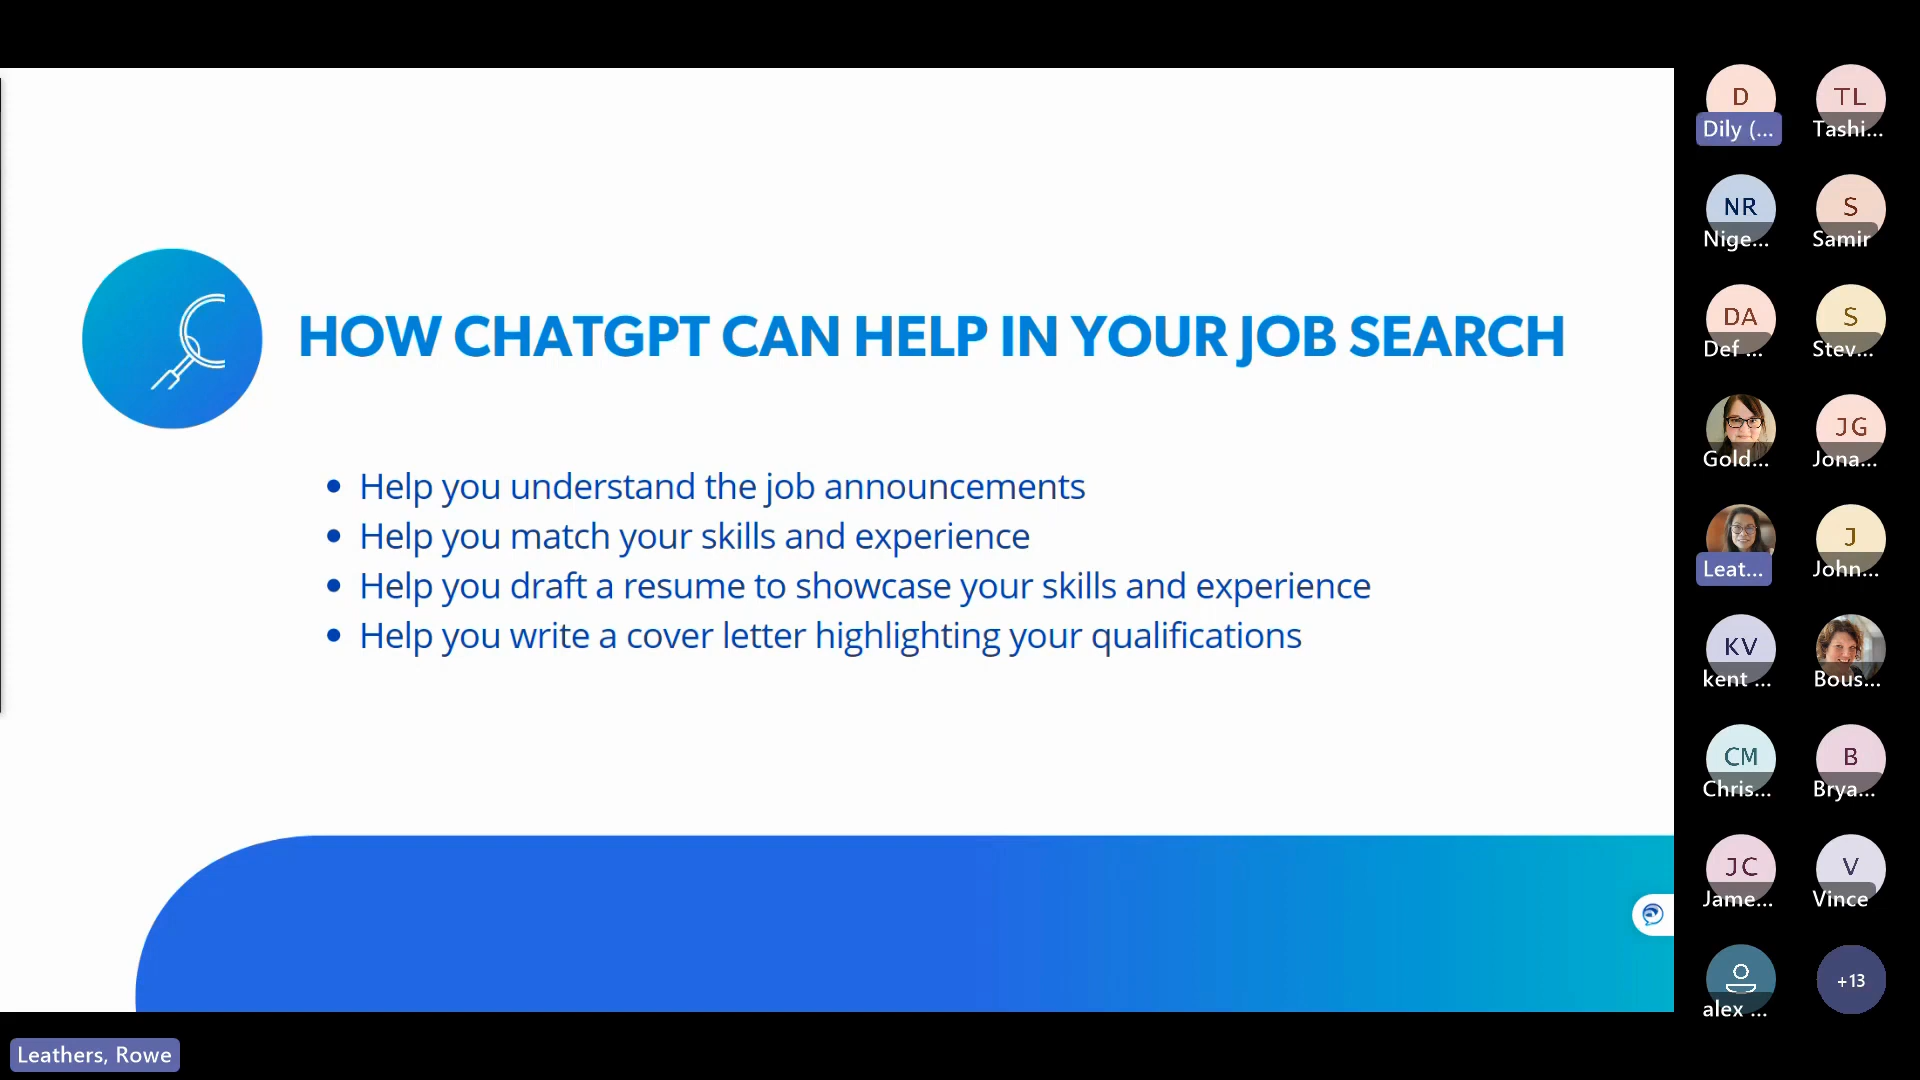 HOW CHATGPT CAN HELP IN YOUR JOB SEARCH
• Help you understand the job announcements
• Help you match your skills and experience
• Help you draft a resume to showcase your skills and experience
• Help you write a cover letter highlighting your qualifications
D
Dily (...
TL
Tashi...
NR
Nige...
S
Samir
DA
Def ...
S
Stev...
Gold...
JG
Jona...
Leat...
J
John...
KV
kent ...
Bous...
CM
Chris...
B
Brya...
JC
Jame...
V
Vince
alex ...
+13
Leathers, Rowe